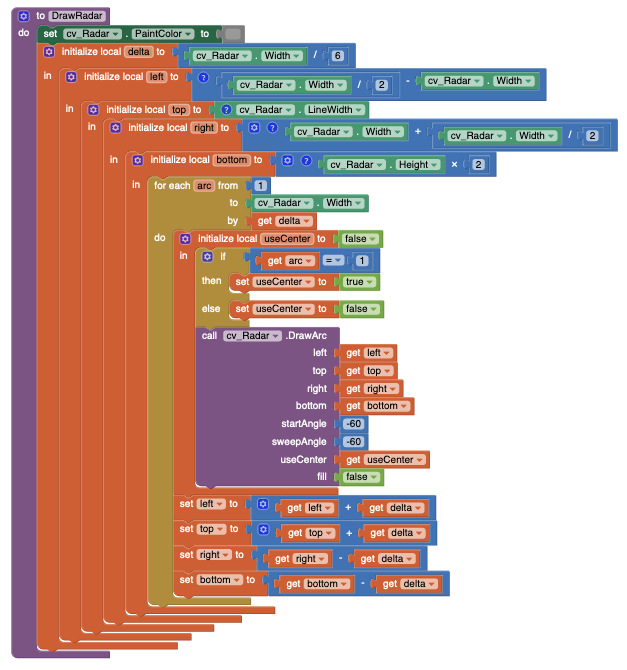 to DrawRadar
do set cv_Radar . PaintColor to
initialize local delta to cv_Radar . Width / 6
in initialize local left to ? cv_Radar . Width / 2 - cv_Radar . Width
in initialize local top to ? cv_Radar . LineWidth
in initialize local right to ? cv_Radar . Width + cv_Radar . Width / 2
in initialize local bottom to ? cv_Radar . Height × 2
in for each arc from 1
to cv_Radar . Width
by get delta
do initialize local useCenter to false
in if get arc = 1
then set useCenter to true
else set useCenter to false
call cv_Radar .DrawArc
left get left
top get top
right get right
bottom get bottom
startAngle -60
sweepAngle -60
useCenter get useCenter
fill false
set left to get left + get delta
set top to get top + get delta
set right to get right - get delta
set bottom to get bottom - get delta